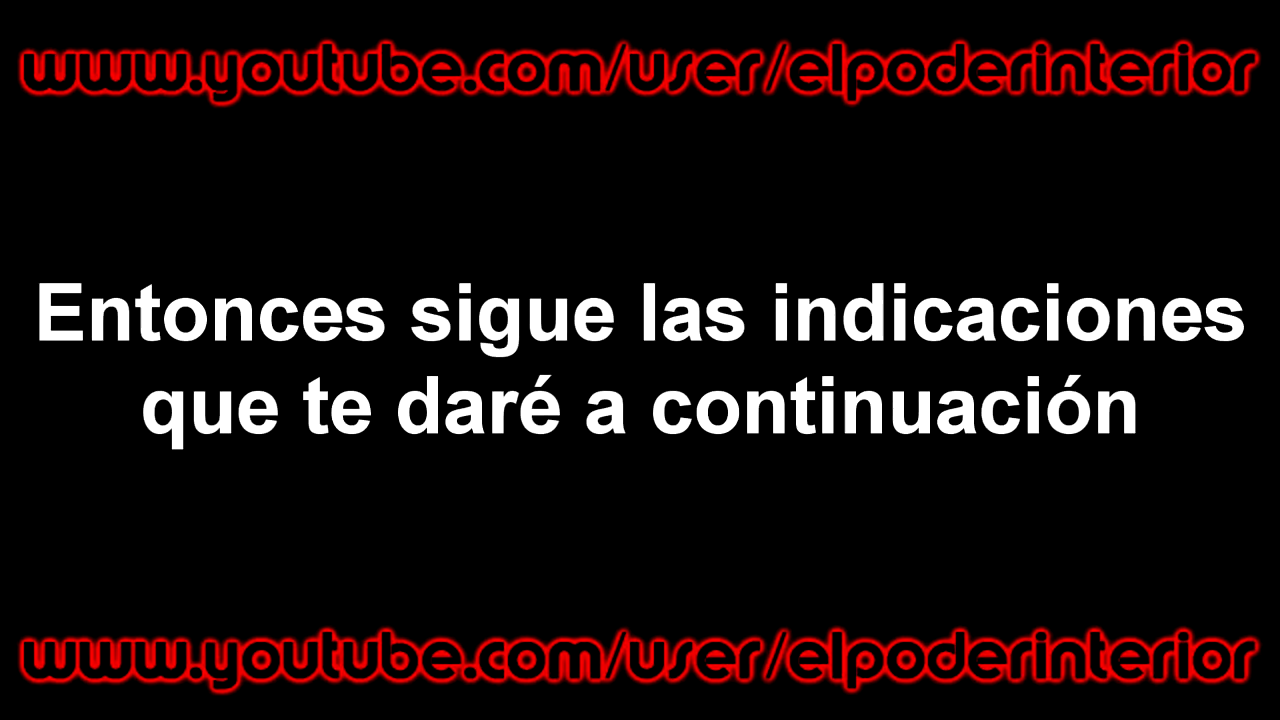 www.youtube.com/user/elpoderinterior
Entonces sigue las indicaciones
que te daré a continuación
www.youtube.com/user/elpoderinterior